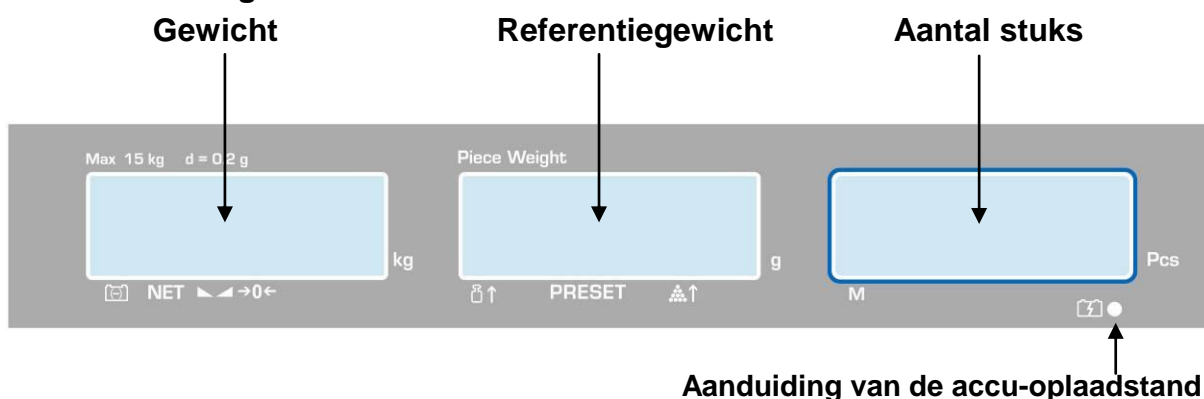 Gewicht Referentiegewicht Aantal stuks
Max 15 kg d = 0,2 g Piece Weight
kg g Pcs
NET →0← PRESET M
Aanduiding van de accu-oplaadstand